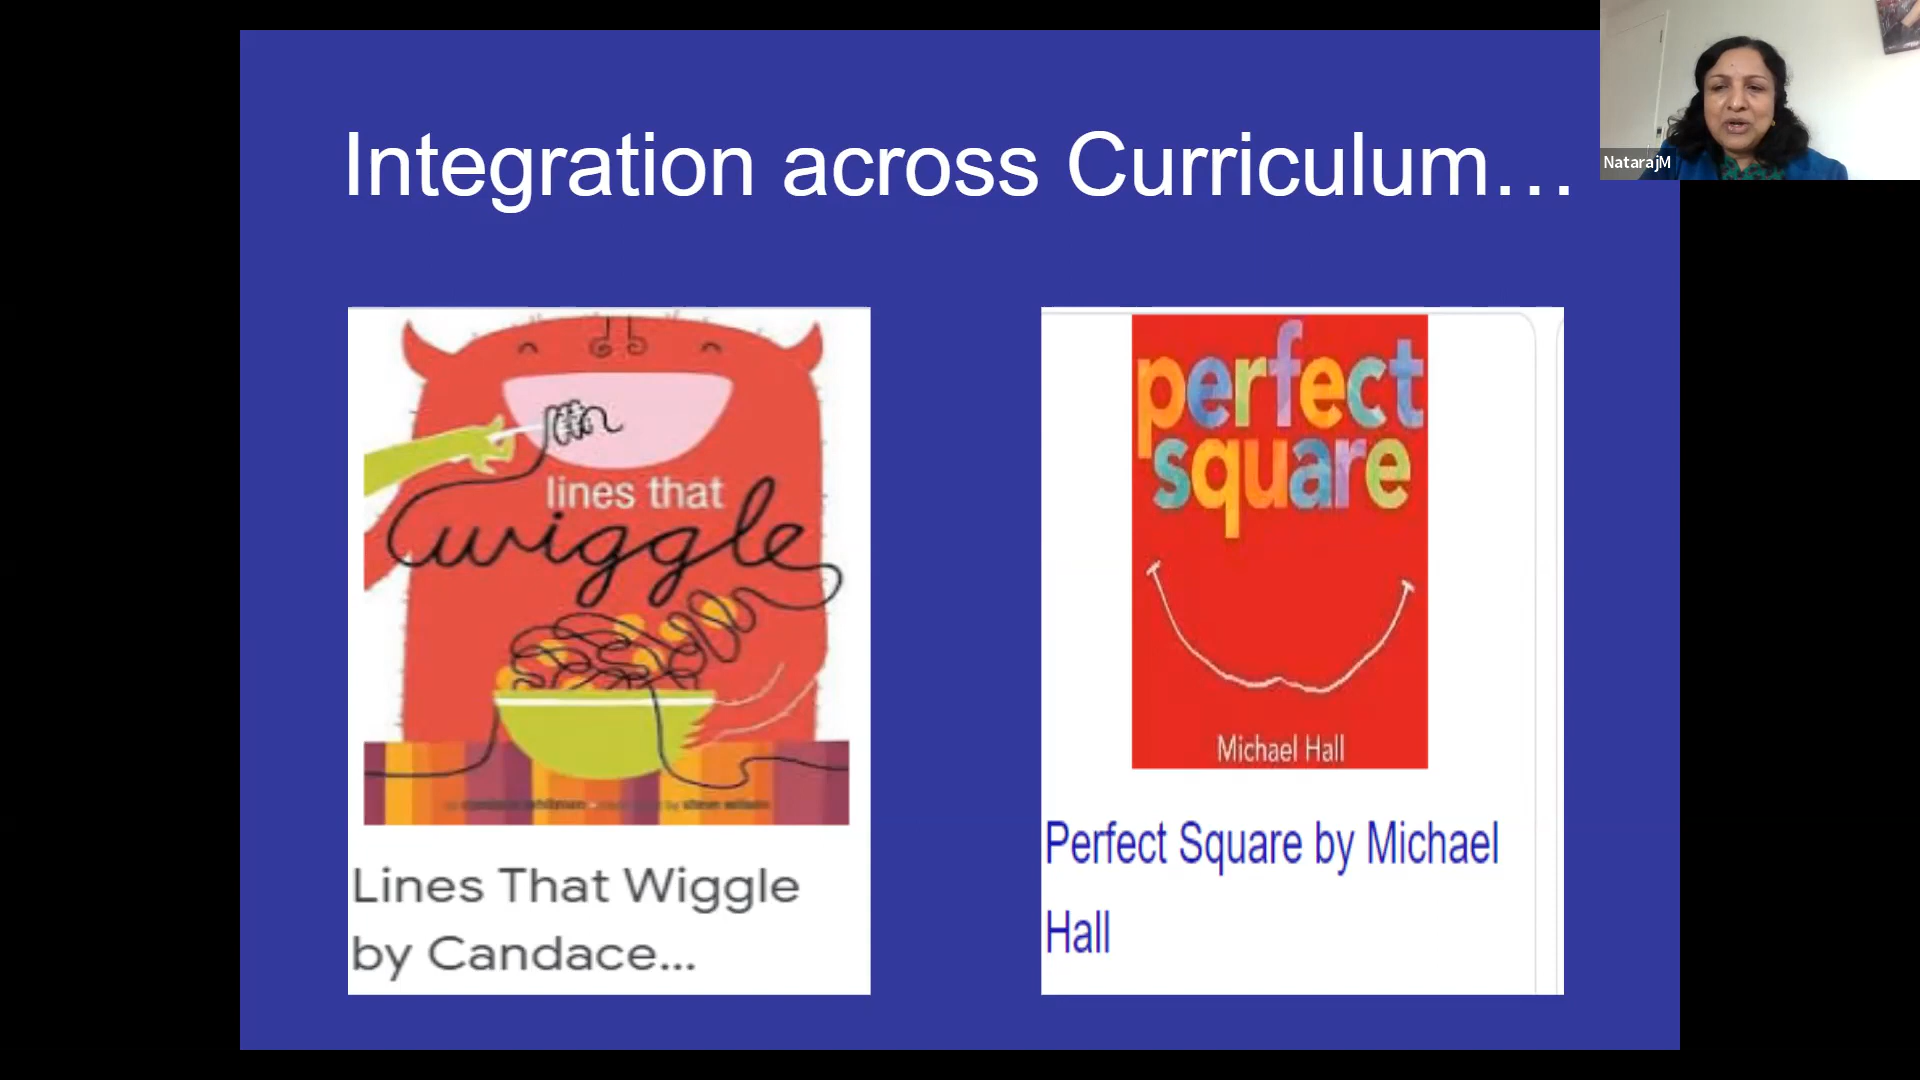 Integration across Curriculum…
NatarajM
lines that
wiggle
Lines That Wiggle
by Candace...
perfect
square
Michael Hall
Perfect Square by Michael
Hall